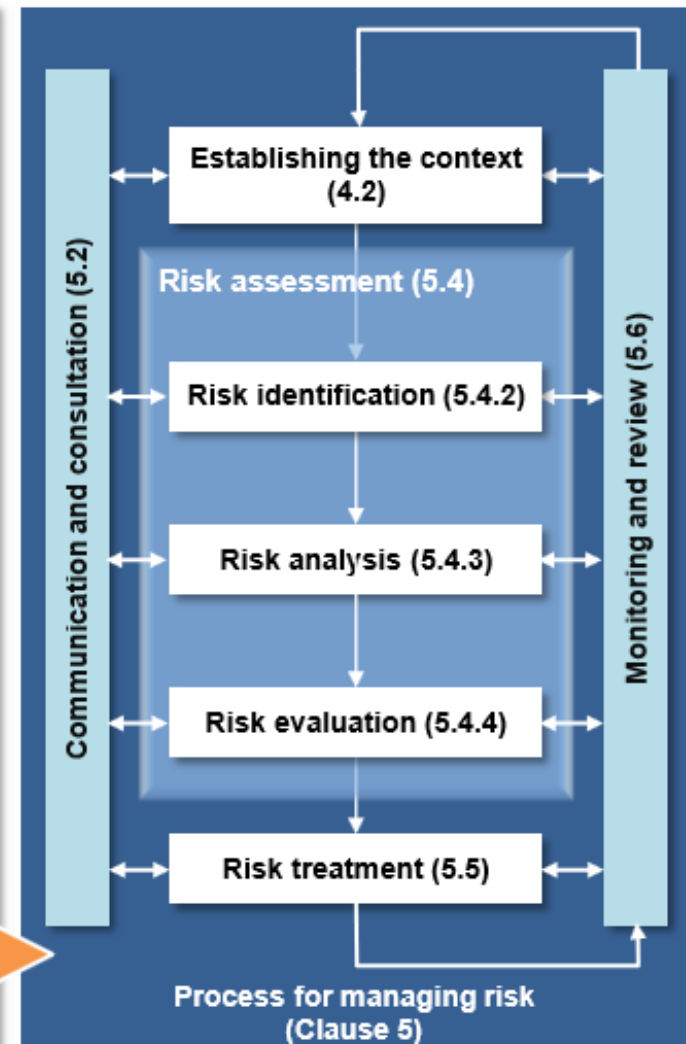 Establishing the context
(4.2)
Risk assessment (5.4)
Risk identification (5.4.2)
Risk analysis (5.4.3)
Risk evaluation (5.4.4)
Risk treatment (5.5)
Communication and consultation (5.2)
Monitoring and review (5.6)
Process for managing risk
(Clause 5)